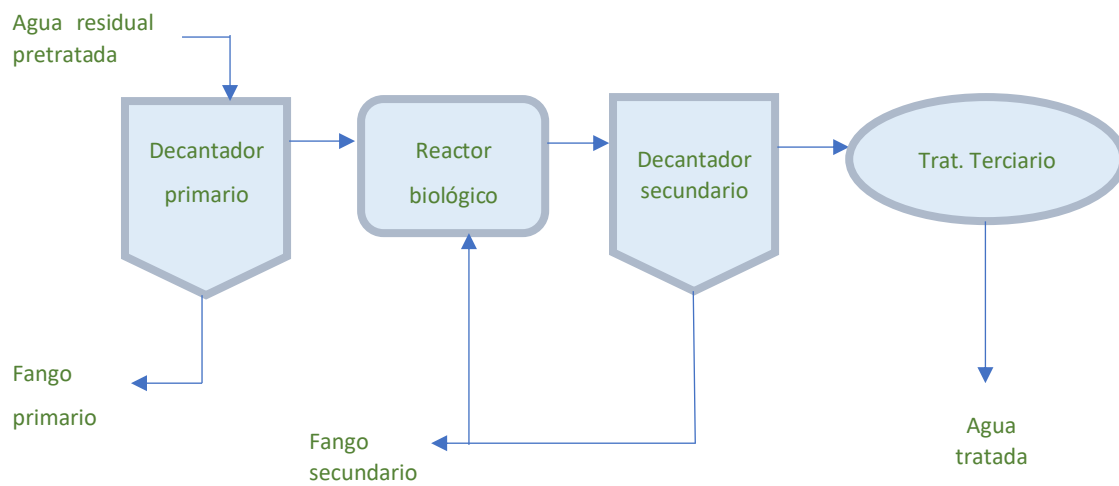 Agua residual
pretratada
Decantador
primario
Reactor
biológico
Decantador
secundario
Trat. Terciario
Fango
primario
Fango
secundario
Agua
tratada